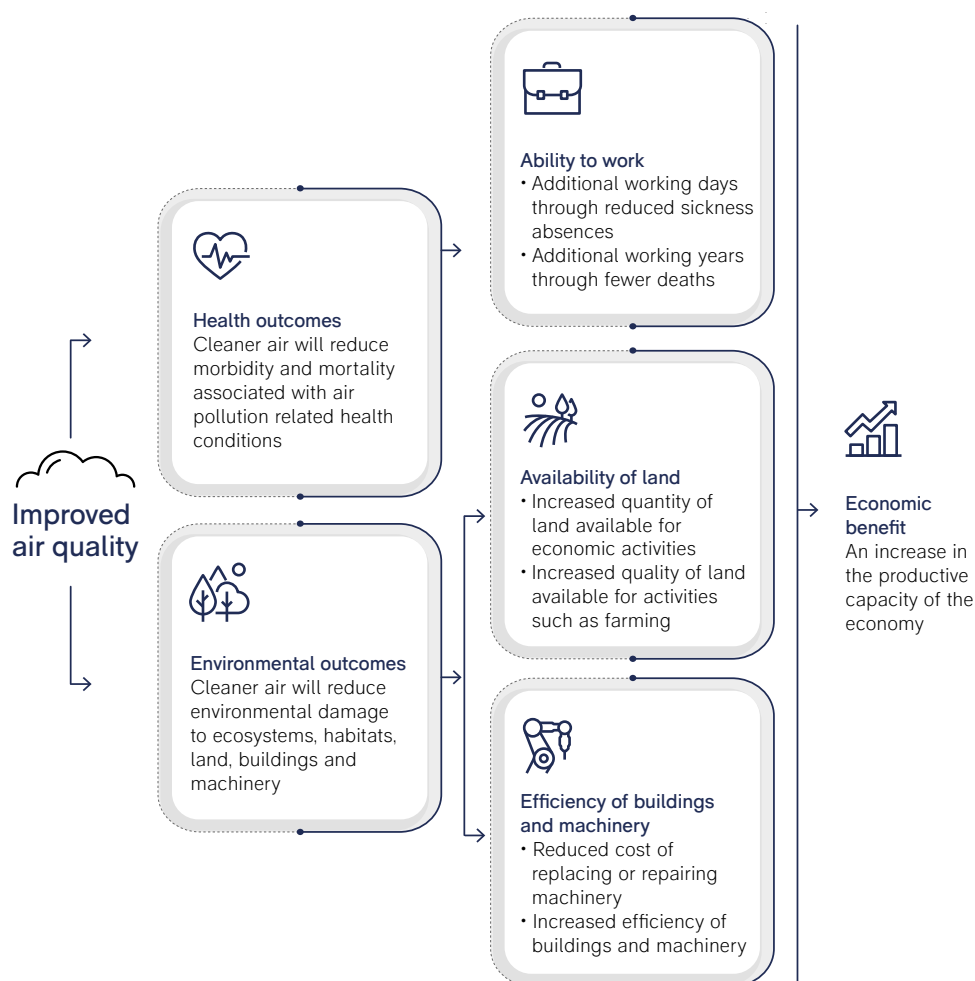 Improved
air quality
Health outcomes
Cleaner air will reduce
morbidity and mortality
associated with air
pollution related health
conditions
Environmental outcomes
Cleaner air will reduce
environmental damage
to ecosystems, habitats,
land, buildings and
machinery
Ability to work
• Additional working days
through reduced sickness
absences
• Additional working years
through fewer deaths
Availability of land
• Increased quantity of
land available for
economic activities
• Increased quality of land
available for activities
such as farming
Efficiency of buildings
and machinery
• Reduced cost of
replacing or repairing
machinery
• Increased efficiency of
buildings and machinery
Economic
benefit
An increase in
the productive
capacity of the
economy